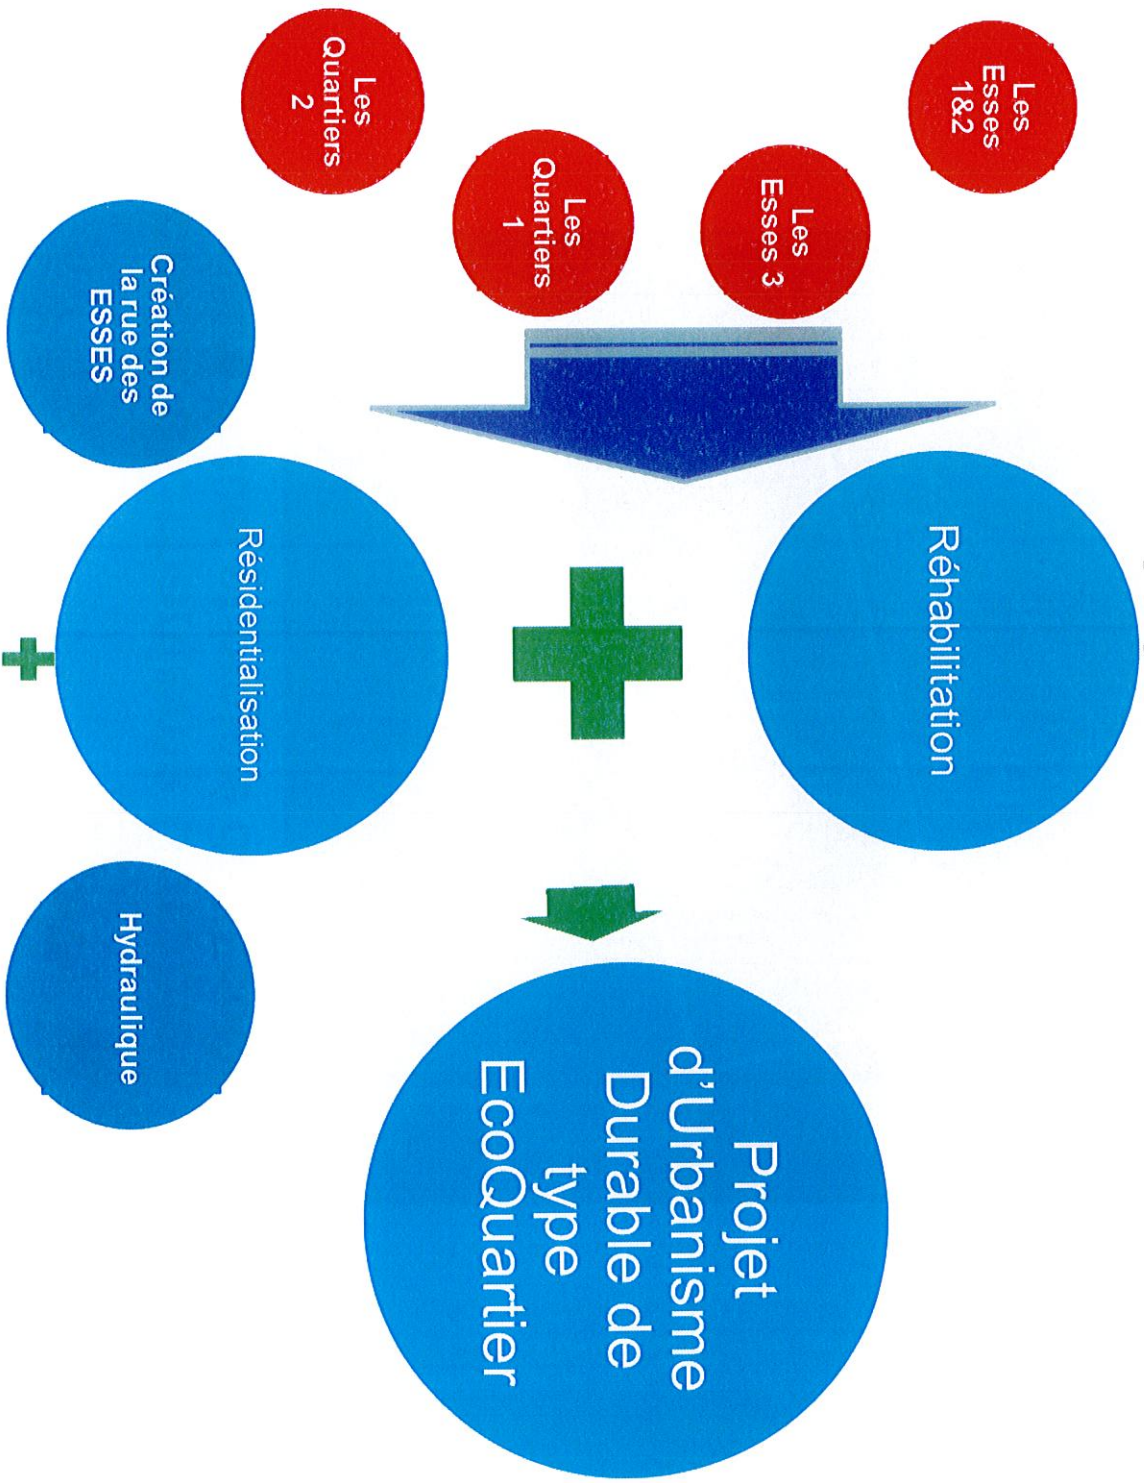 Les
Esses
1&2
Les
Esses 3
Les
Quartiers
1
Les
Quartiers
2
Réhabilitation
Résidentialisation
Création de
la rue des
ESSES
Hydraulique
Projet
d'Urbanisme
Durable de
type
EcoQuartier